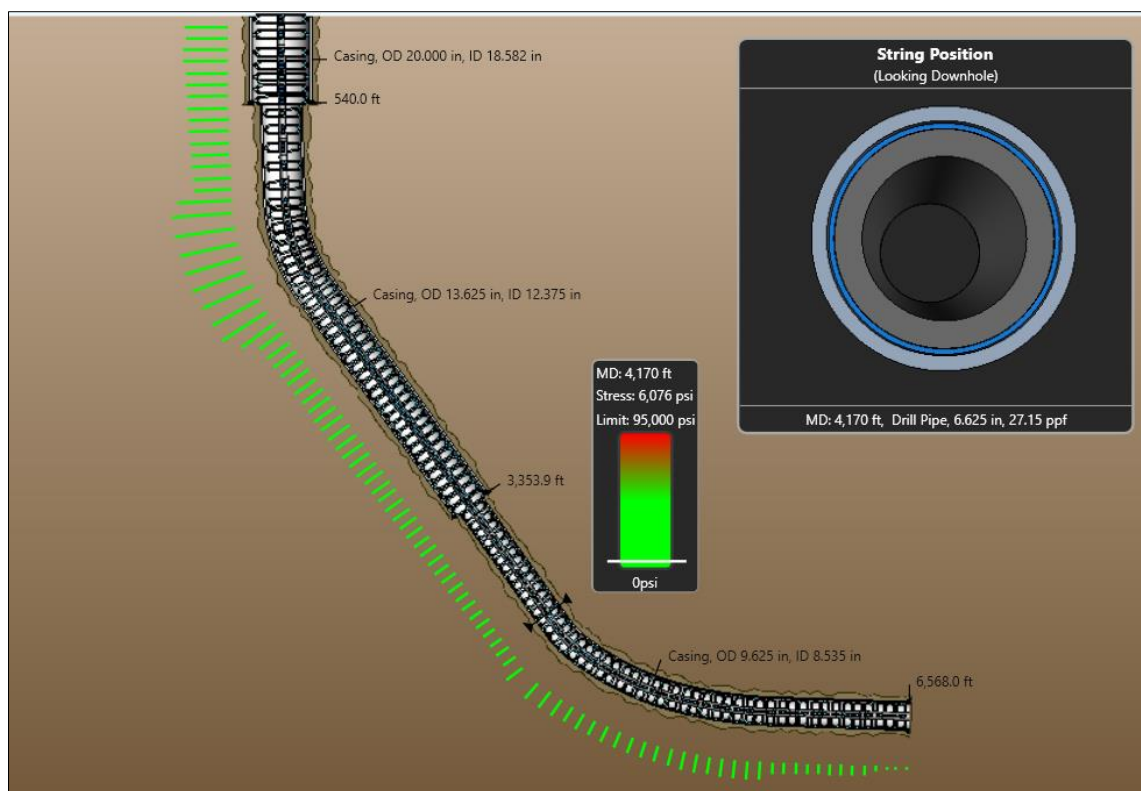 Casing, OD 20.000 in, ID 18.582 in
540.0 ft
Casing, OD 13.625 in, ID 12.375 in
3,353.9 ft
Casing, OD 9.625 in, ID 8.535 in
6,568.0 ft
MD: 4,170 ft
Stress: 6,076 psi
Limit: 95,000 psi
0psi
String Position
(Looking Downhole)
MD: 4,170 ft, Drill Pipe, 6.625 in, 27.15 ppf